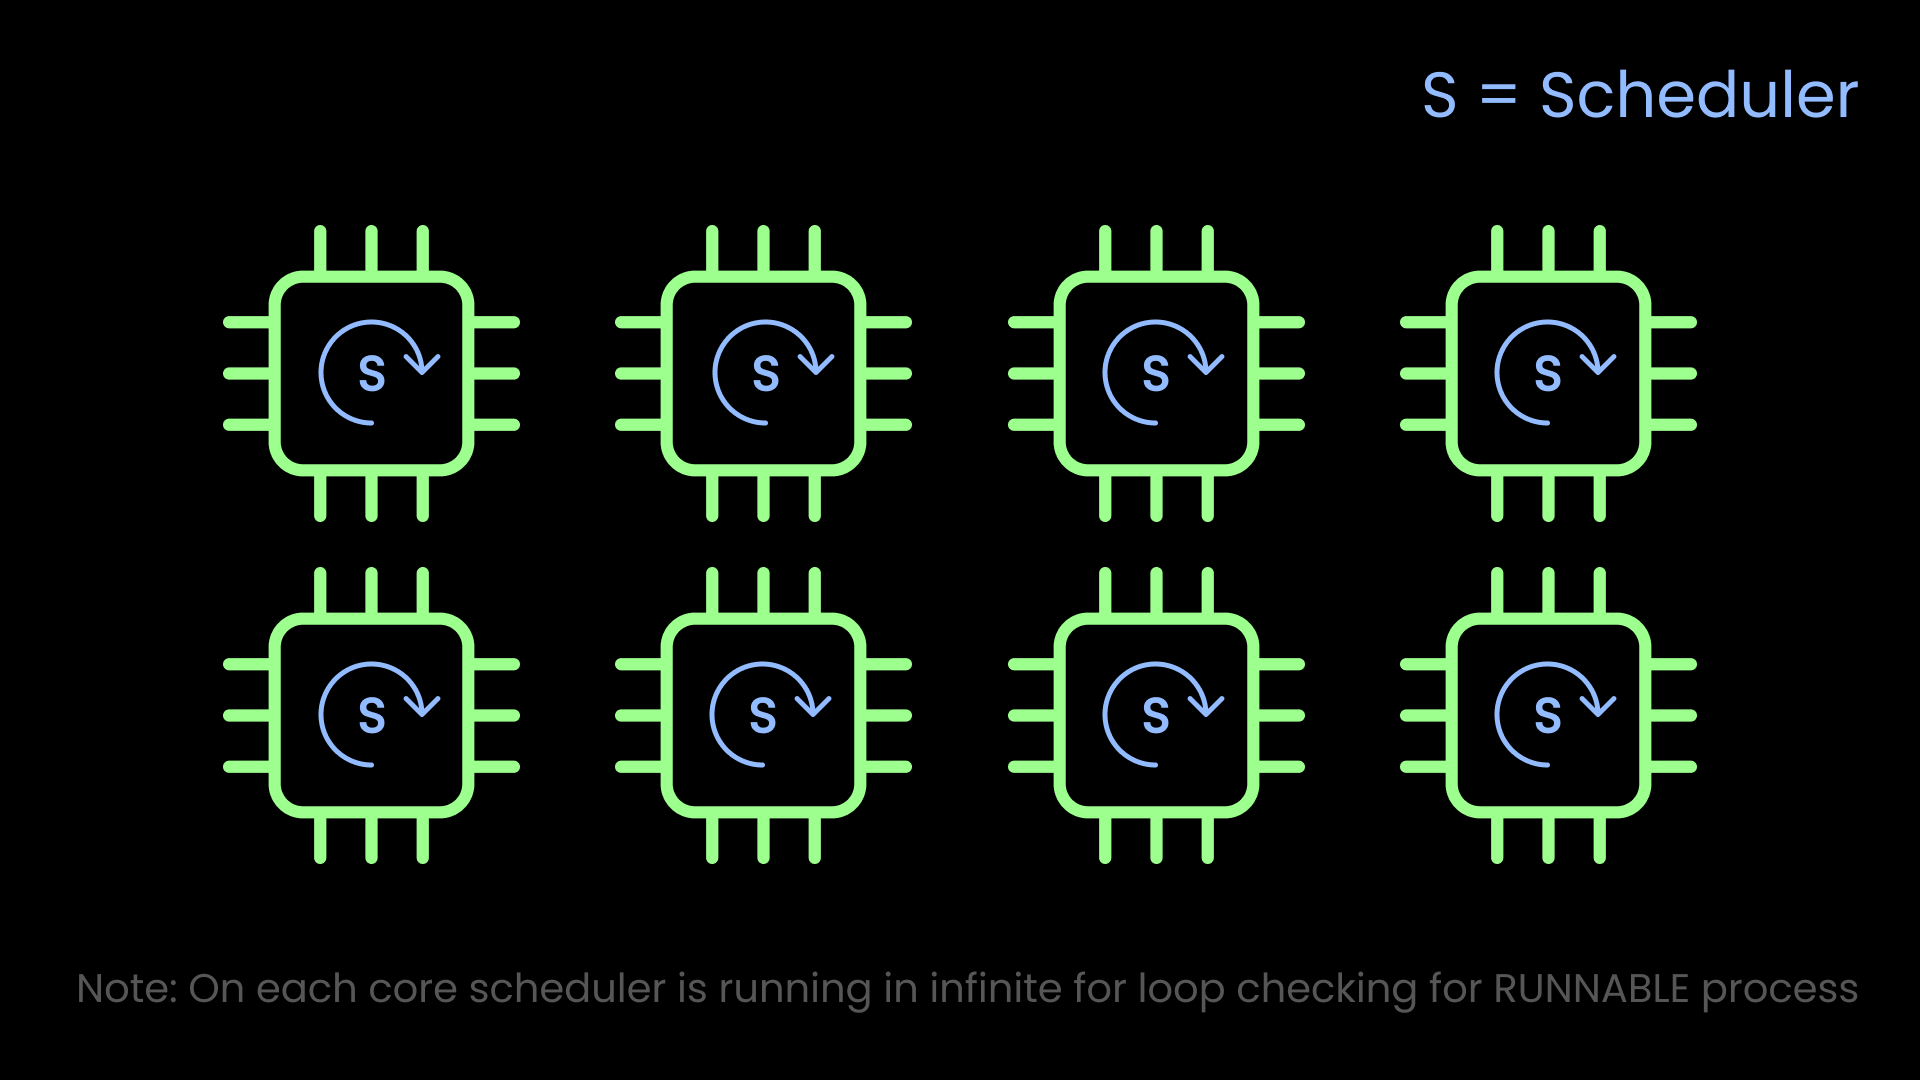 S = Scheduler
S S S S
S S S S
Note: On each core scheduler is running in infinite for loop checking for RUNNABLE process